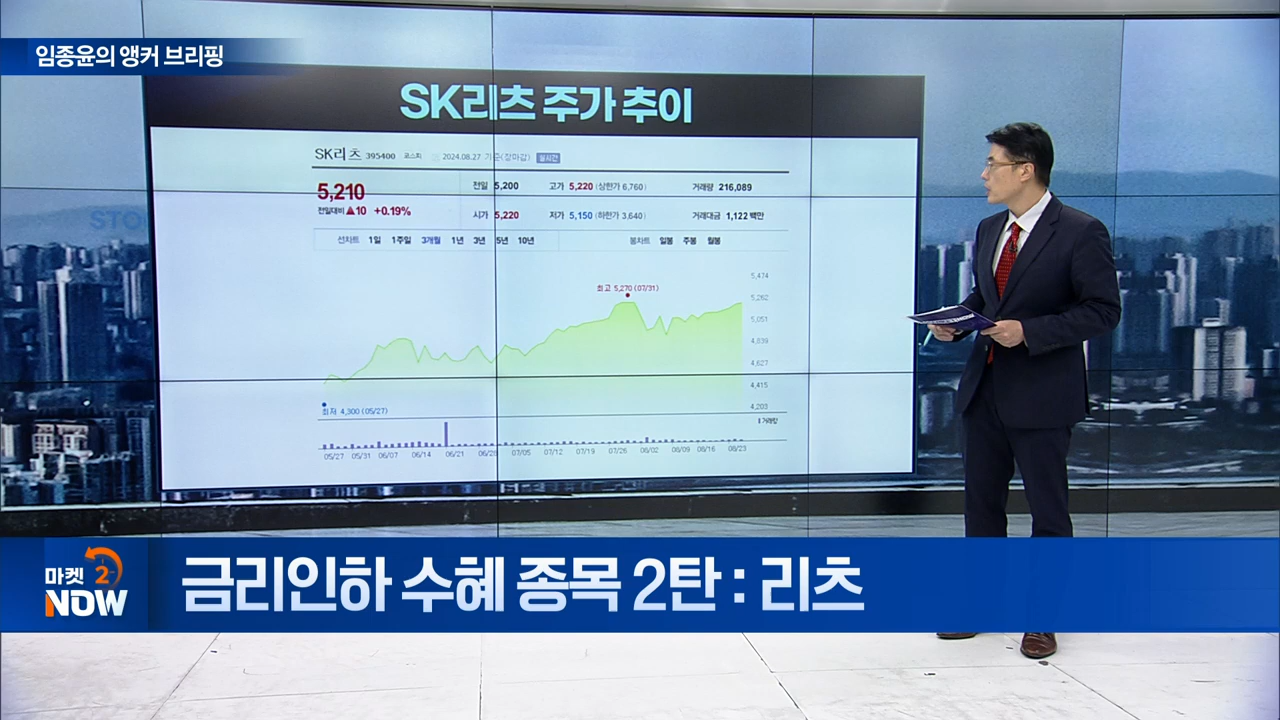 임종윤의 앵커 브리핑
SK리츠 주가 추이
SK리츠 395400 코스피 2024.08.27 기준(장마감) 실시간
5,210
전일대비 ▲10 +0.19%
전일 5,200 고가 5,220 (상한가 6,760) 거래량 216,089
시가 5,220 저가 5,150 (하한가 3,640) 거래대금 1,122 백만
선차트 1일 1주일 3개월 1년 3년 5년 10년 봉차트 일봉 주봉 월봉
최고 5,270 (07/31)
5,474
5,262
5,051
4,839
4,627
4,415
4,203
최저 4,300 (05/27)
거래량
05/27 05/31 06/07 06/14 06/21 06/28 07/05 07/12 07/19 07/26 08/02 08/09 08/16 08/23
마켓 2
NOW
금리인하 수혜 종목 2탄 : 리츠